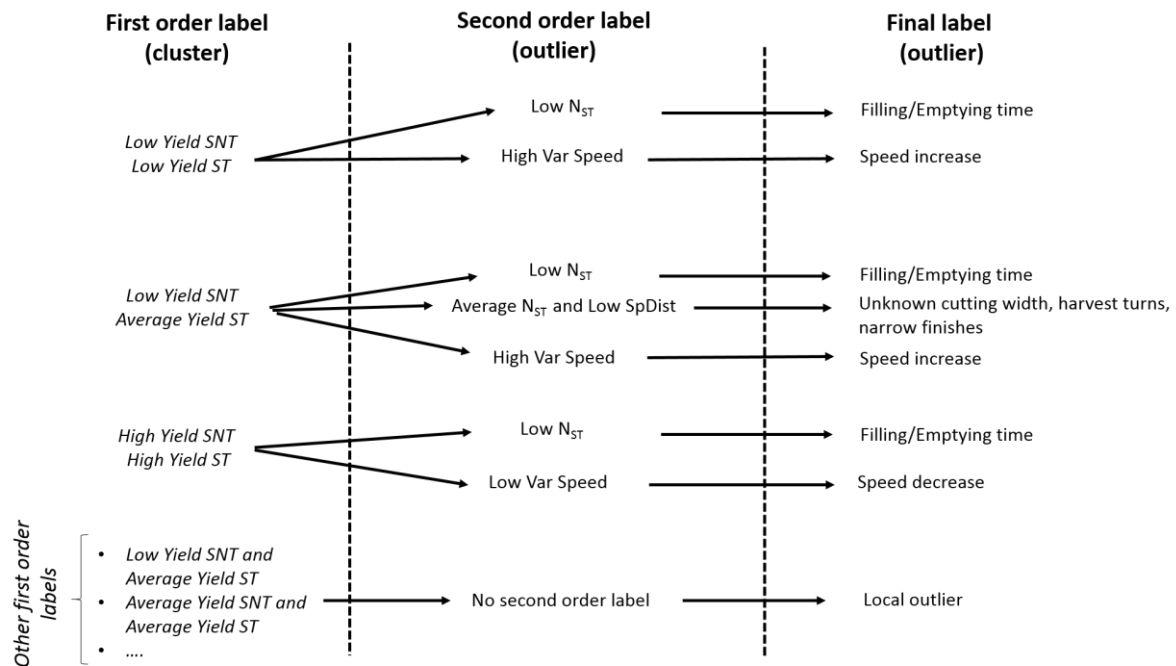 First order label
(cluster)
Second order label
(outlier)
Final label
(outlier)
Low Yield SNT
Low Yield ST
Low N_ST
Filling/Emptying time
High Var Speed
Speed increase
Low Yield SNT
Average Yield ST
Low N_ST
Filling/Emptying time
Average N_ST and Low SpDist
Unknown cutting width, harvest turns,
narrow finishes
High Var Speed
Speed increase
High Yield SNT
High Yield ST
Low N_ST
Filling/Emptying time
Low Var Speed
Speed decrease
Other first order
labels
• Low Yield SNT and
Average Yield ST
• Average Yield SNT and
Average Yield ST
• ....
No second order label
Local outlier